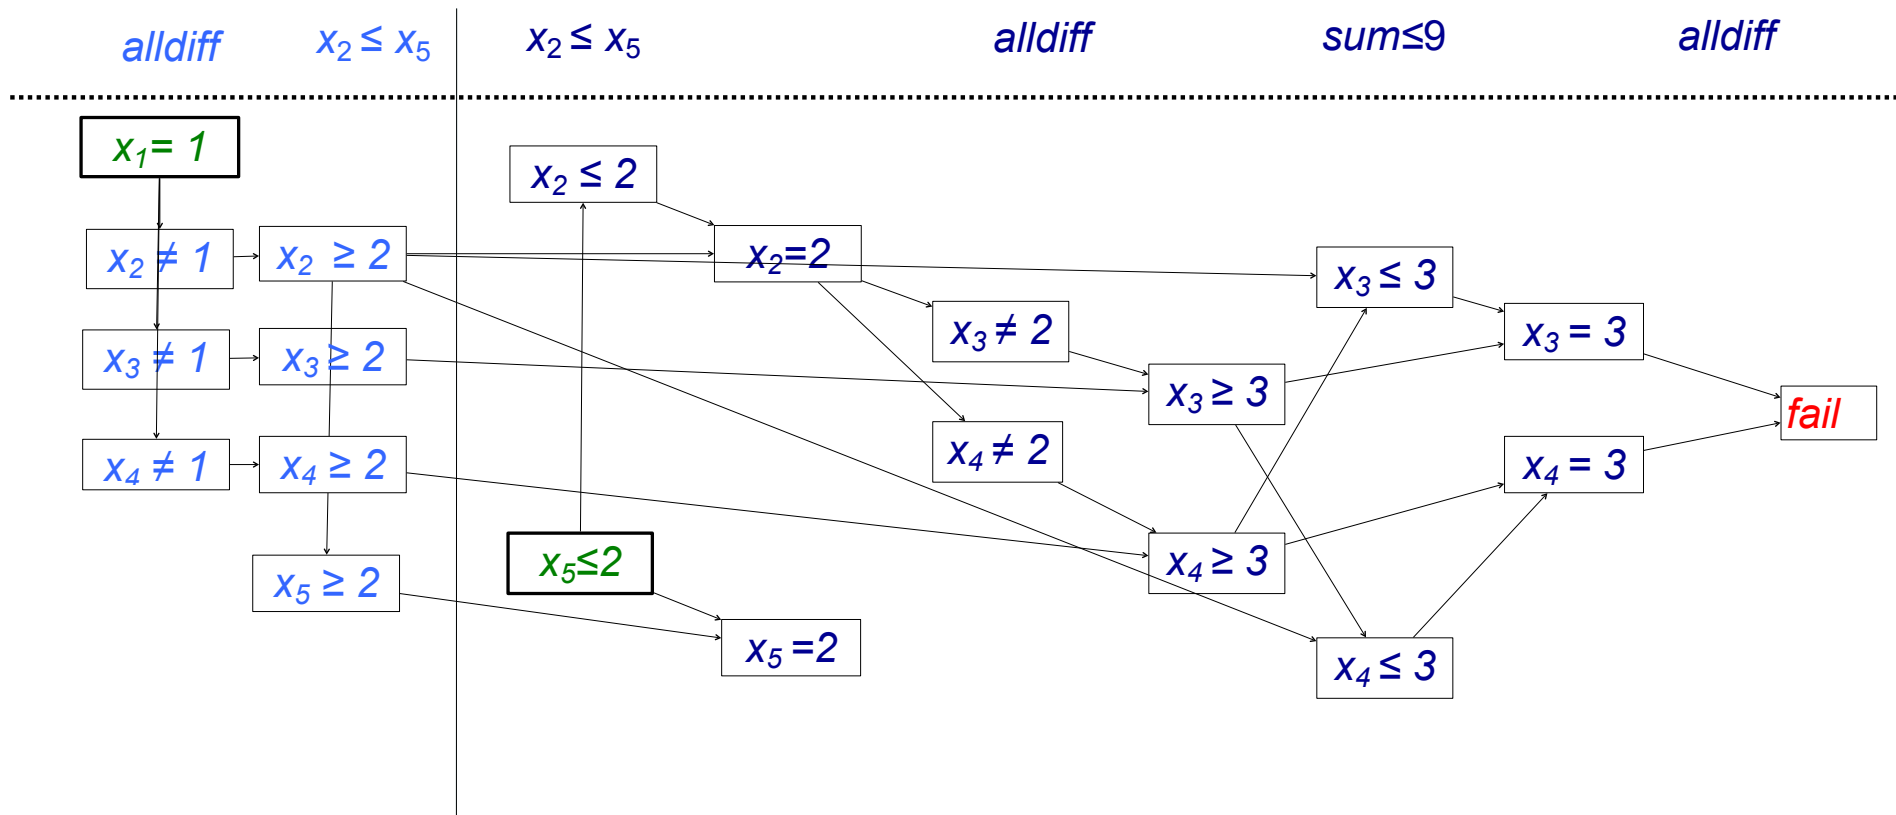 alldiff x₂ ≤ x₅ x₂ ≤ x₅ alldiff sum≤9 alldiff
x₁= 1
x₂ ≤ 2
x₂ ≠ 1 x₂ ≥ 2 x₂=2 x₃ ≤ 3
x₃ ≠ 2 x₃ = 3
x₃ ≠ 1 x₃ ≥ 2 x₃ ≥ 3
fail
x₄ ≠ 1 x₄ ≥ 2 x₄ ≠ 2 x₄ = 3
x₅≤2 x₄ ≥ 3
x₅ ≥ 2
x₅ =2 x₄ ≤ 3